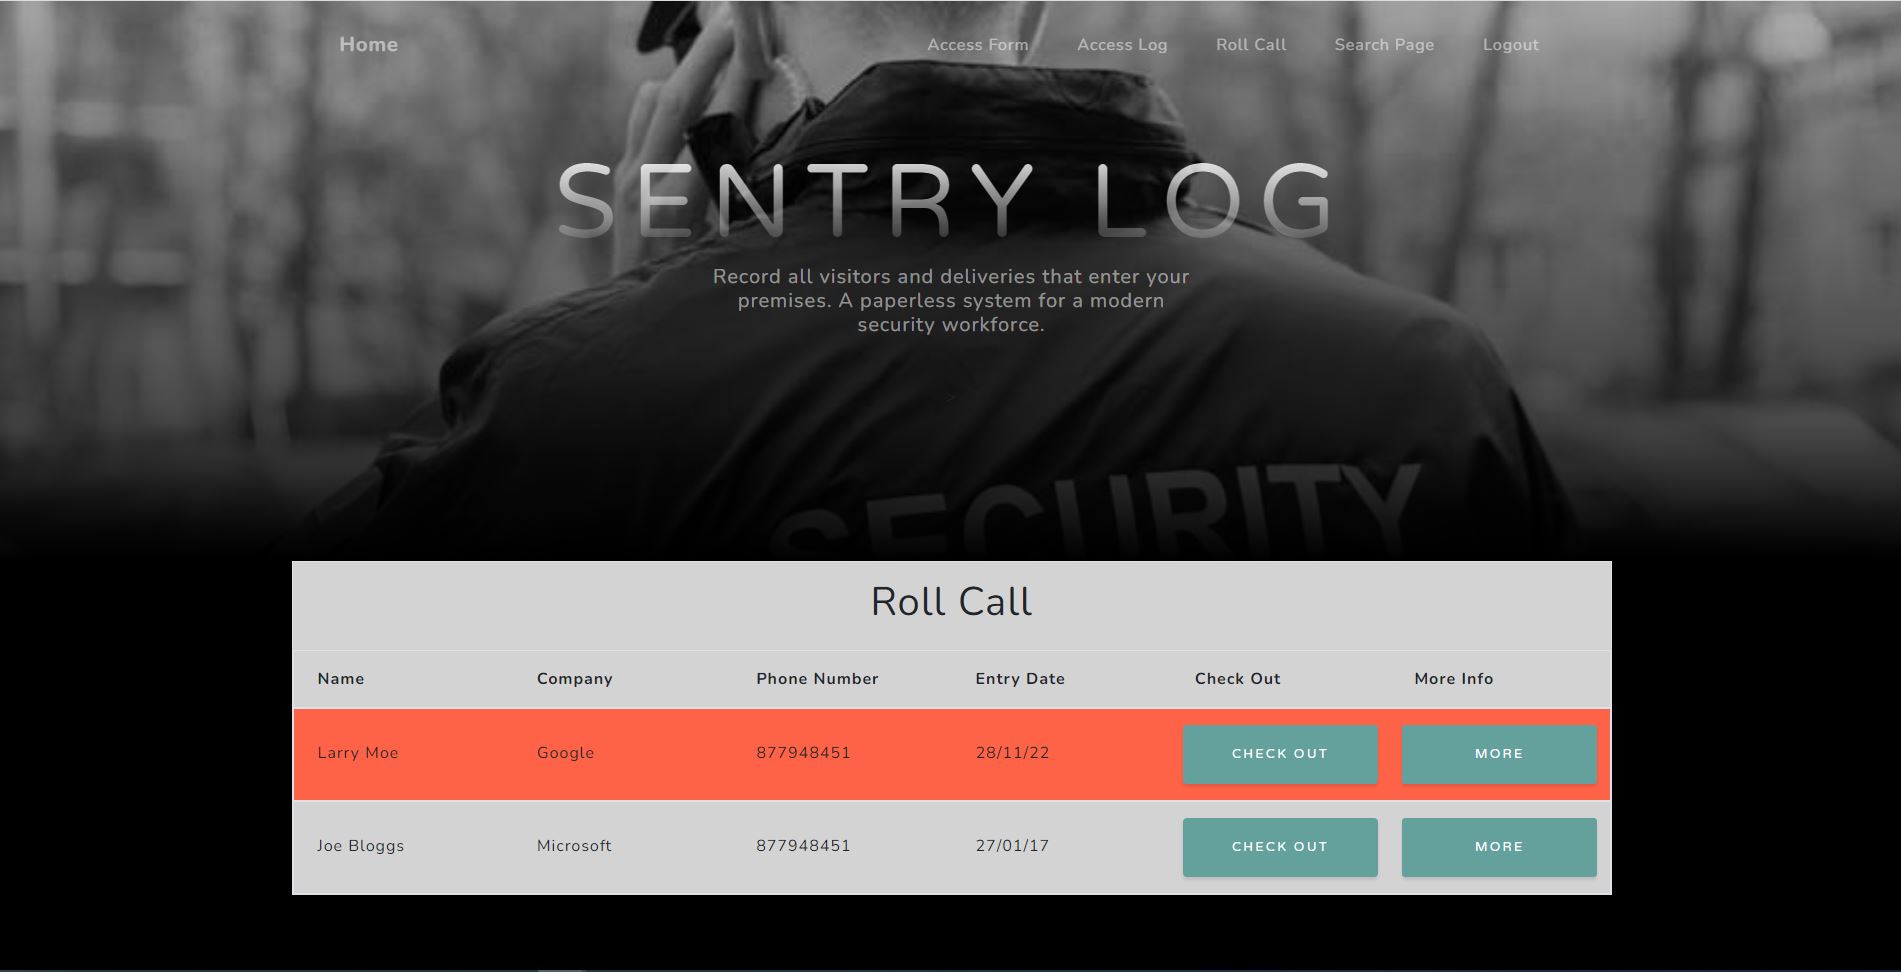 Home Access Form Access Log Roll Call Search Page Logout
SENTRY LOG
Record all visitors and deliveries that enter your
premises. A paperless system for a modern
security workforce.
>
SECURITY
Roll Call
Name Company Phone Number Entry Date Check Out More Info
Larry Moe Google 877948451 28/11/22 CHECK OUT MORE
Joe Bloggs Microsoft 877948451 27/01/17 CHECK OUT MORE